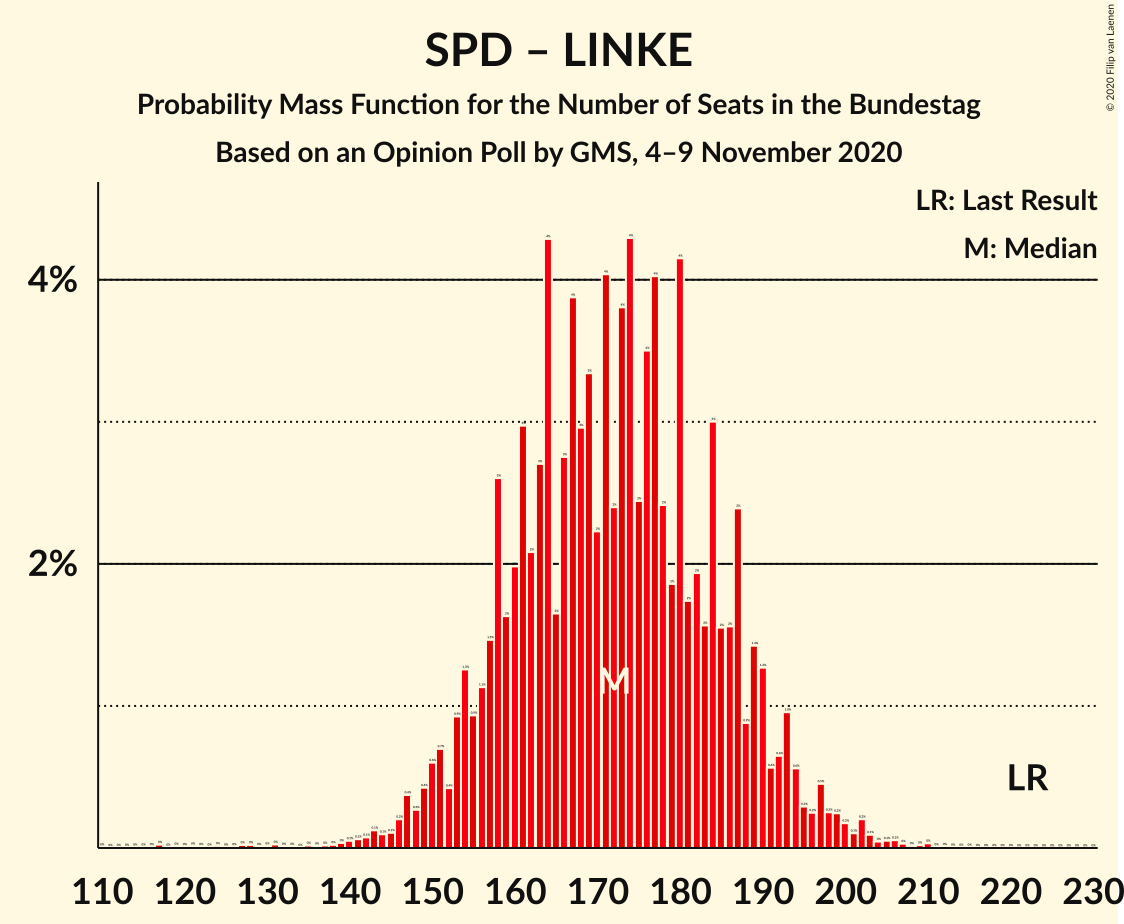 SPD – LINKE
Probability Mass Function for the Number of Seats in the Bundestag
Based on an Opinion Poll by GMS, 4–9 November 2020
© 2020 Filip van Laenen
LR: Last Result
M: Median
4%
2%
M
LR
110 120 130 140 150 160 170 180 190 200 210 220 230